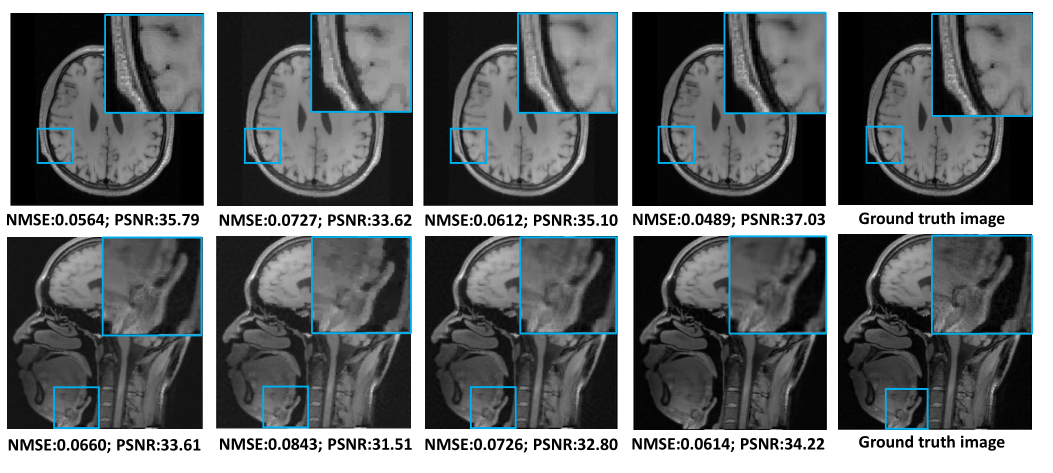 NMSE:0.0564; PSNR:35.79
NMSE:0.0727; PSNR:33.62
NMSE:0.0612; PSNR:35.10
NMSE:0.0489; PSNR:37.03
Ground truth image
NMSE:0.0660; PSNR:33.61
NMSE:0.0843; PSNR:31.51
NMSE:0.0726; PSNR:32.80
NMSE:0.0614; PSNR:34.22
Ground truth image